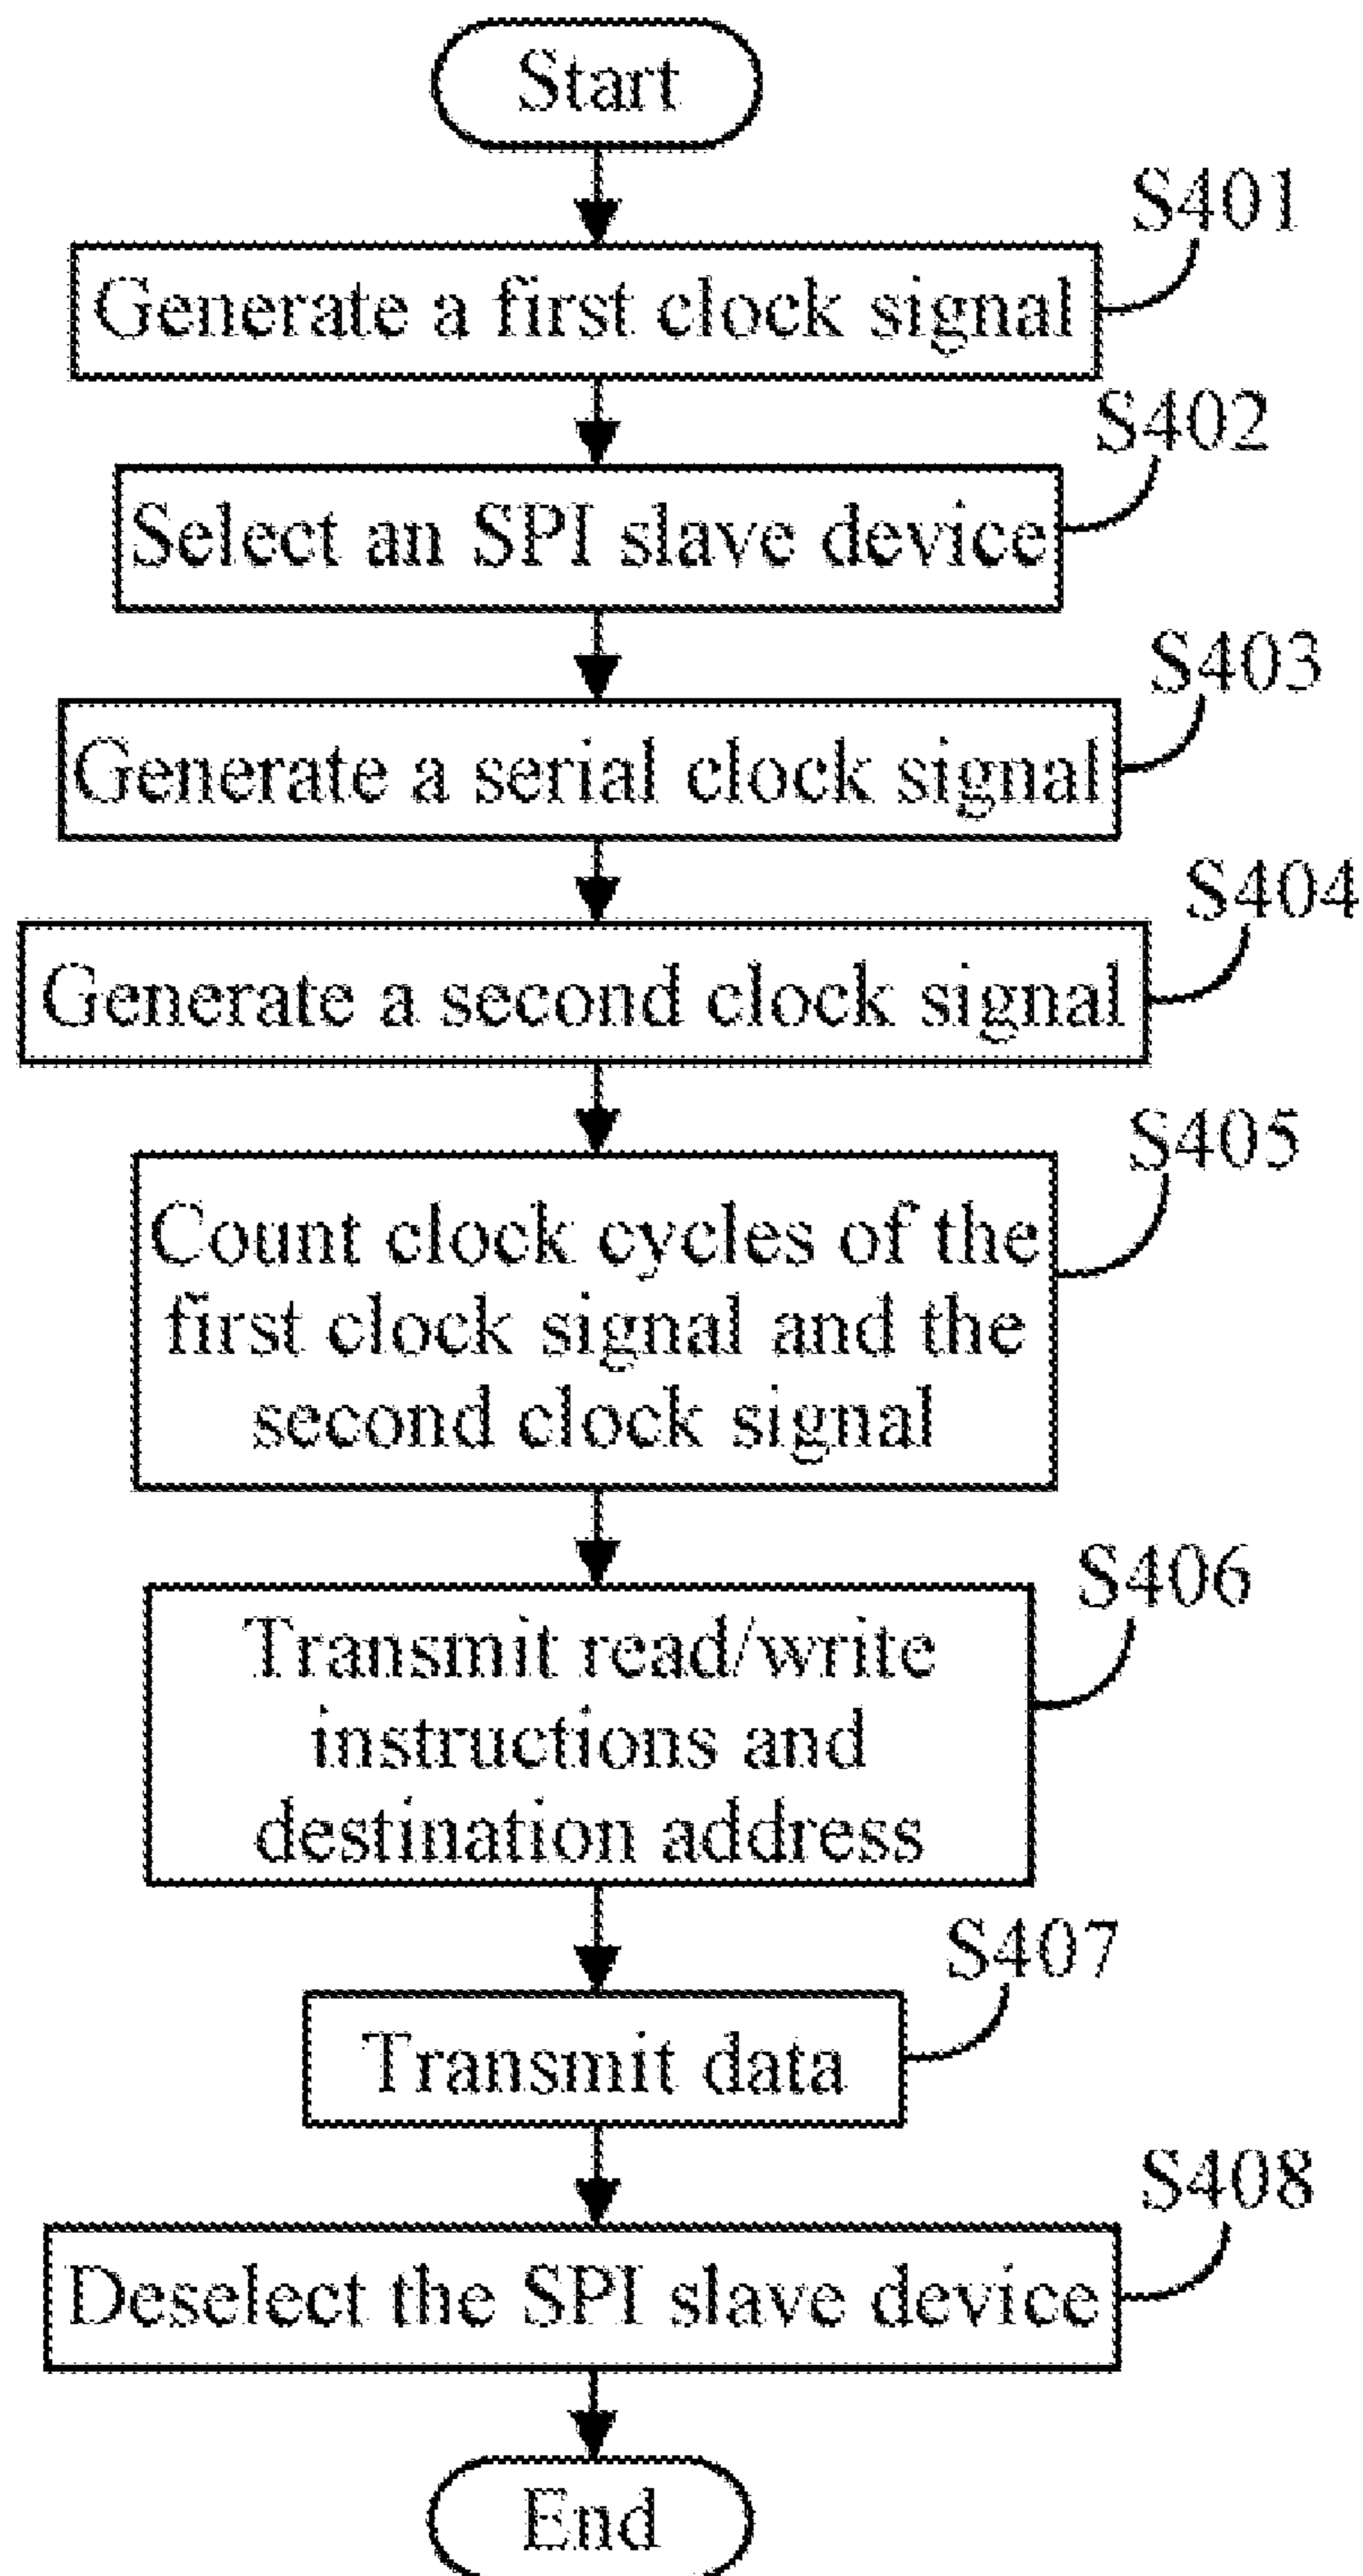 Start
S401
Generate a first clock signal
S402
Select an SPI slave device
S403
Generate a serial clock signal
S404
Generate a second clock signal
S405
Count clock cycles of the
first clock signal and the
second clock signal
S406
Transmit read/write
instructions and
destination address
S407
Transmit data
S408
Deselect the SPI slave device
End